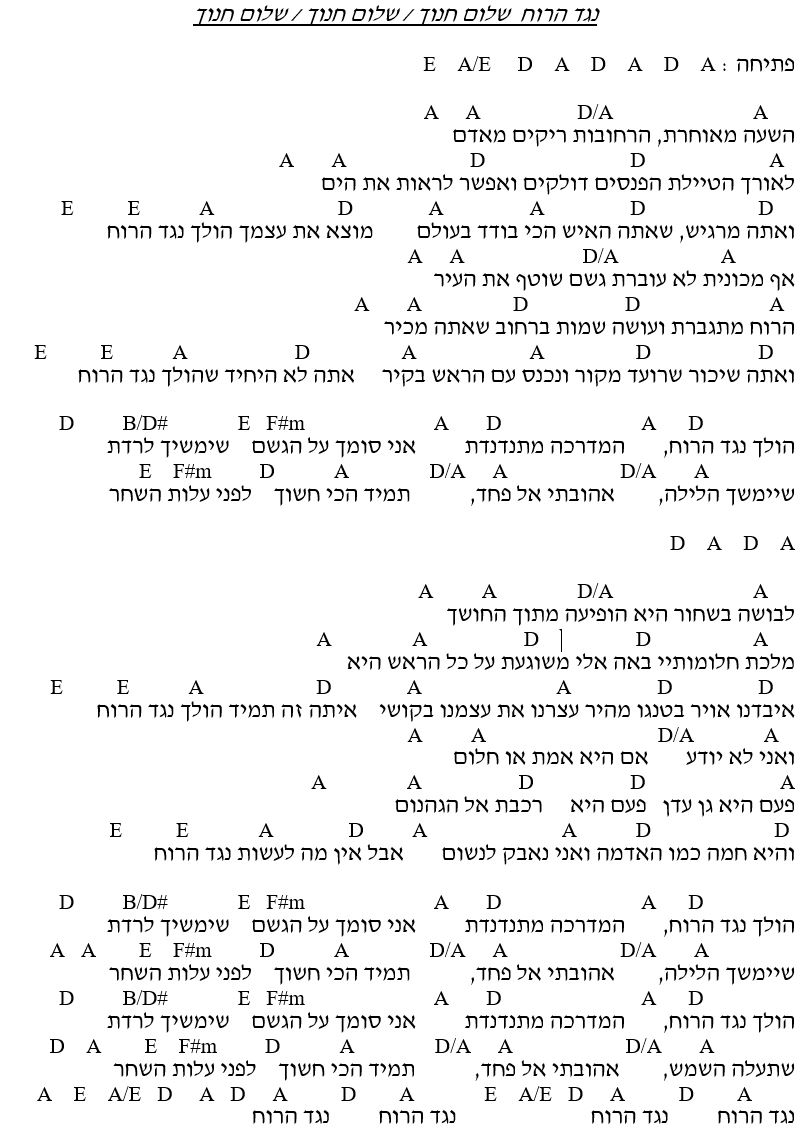 נגד הרוח שלום חנוך / שלום חנוך / שלום חנוך
פתיחה : A D A D A D A/E E
A D/A A A
השעה מאוחרת, הרחובות ריקים מאדם
A D D A A
לאורך הטיילת הפנסים דולקים ואפשר לראות את הים
D D A A D A E E
ואתה מרגיש, שאתה האיש הכי בודד בעולם מוצא את עצמך הולך נגד הרוח
A D/A A A
אף מכונית לא עוברת גשם שוטף את העיר
A D D A A
הרוח מתגברת ועושה שמות ברחוב שאתה מכיר
D D A A D A E E
ואתה שיכור שרועד מקור ונכנס עם הראש בקיר אתה לא היחיד שהולך נגד הרוח
D A D A F#m E B/D# D
הולך נגד הרוח, המדרכה מתנדנדת אני סומך על הגשם שימשיך לרדת
A D/A A D/A A D F#m E
שיימשך הלילה, אהובתי אל פחד, תמיד הכי חשוך לפני עלות השחר
A D A D
A D/A A A
לבושה בשחור היא הופיעה מתוך החושך
A D D A A
מלכת חלומותיי באה אלי משוגעת על כל הראש היא
D D A A D A E E
איבדנו אויר בטנגו מהיר עצרנו את עצמנו בקושי איתה זה תמיד הולך נגד הרוח
A D/A A A
ואני לא יודע אם היא אמת או חלום
A D D A A
פעם היא גן עדן פעם היא רכבת אל הגהנום
D D A A D A E E
והיא חמה כמו האדמה ואני נאבק לנשום אבל אין מה לעשות נגד הרוח
D A D A F#m E B/D# D
הולך נגד הרוח, המדרכה מתנדנדת אני סומך על הגשם שימשיך לרדת
A D/A A D/A A D F#m E A A
שיימשך הלילה, אהובתי אל פחד, תמיד הכי חשוך לפני עלות השחר
D A D A F#m E B/D# D
הולך נגד הרוח, המדרכה מתנדנדת אני סומך על הגשם שימשיך לרדת
A D/A A D/A A D F#m E A D
שתעלה השמש, אהובתי אל פחד, תמיד הכי חשוך לפני עלות השחר
A D A D A/E E A D A D A D A/E E A
נגד הרוח נגד הרוח נגד הרוח נגד הרוח